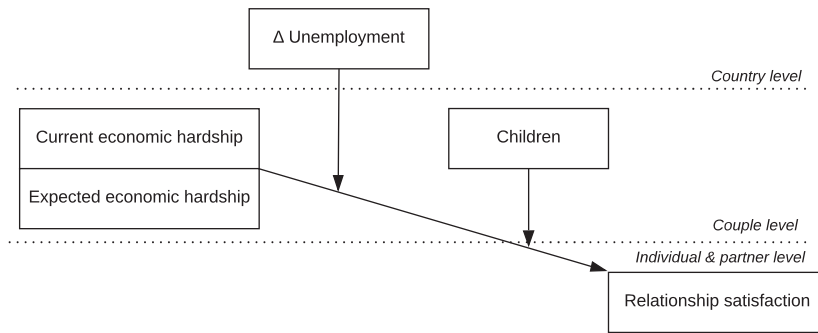 Δ Unemployment
Country level
Current economic hardship
Children
Expected economic hardship
Couple level
Individual & partner level
Relationship satisfaction